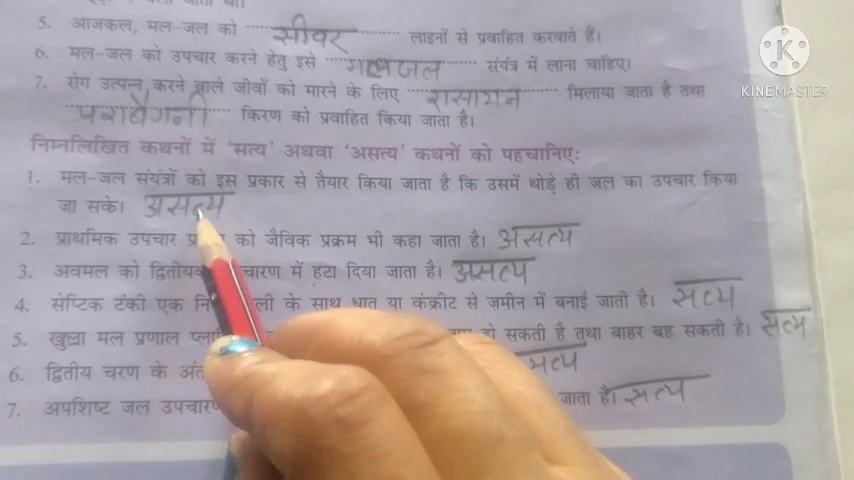 5. आजकल, मल-जल को सीवर लाइनों से प्रवाहित करवाते हैं।
6. मल-जल को उपचार करने हेतु इसे मलजल संयंत्र में लाना चाहिए।
7. रोग उत्पन्न करने वाले जीवों को मारने के लिए रासायन मिलाया जाता है तथा
पराबैगनी किरण को प्रवाहित किया जाता है।
KINEMASTER
निम्नलिखित कथनों में 'सत्य' अथवा 'असत्य' कथनों को पहचानिए:
1. मल-जल संयंत्रों को इस प्रकार से तैयार किया जाता है कि उसमें थोड़े ही जल का उपचार किया
जा सके। असत्य
2. प्राथमिक उपचार को जैविक प्रक्रम भी कहा जाता है। असत्य
3. अवमल को द्वितीयक में हटा दिया जाता है। असत्य
4. सेप्टिक टंकी एक के साथ धातु या कंक्रीट से ज़मीन में बनाई जाती है। सत्य
5. खुला मल प्रणाल हो सकती है तथा बाहर बह सकती है। सत्य
6. द्वितीय चरण के सत्य
7. अपशिष्ट जल उपचार जाता है। सत्य